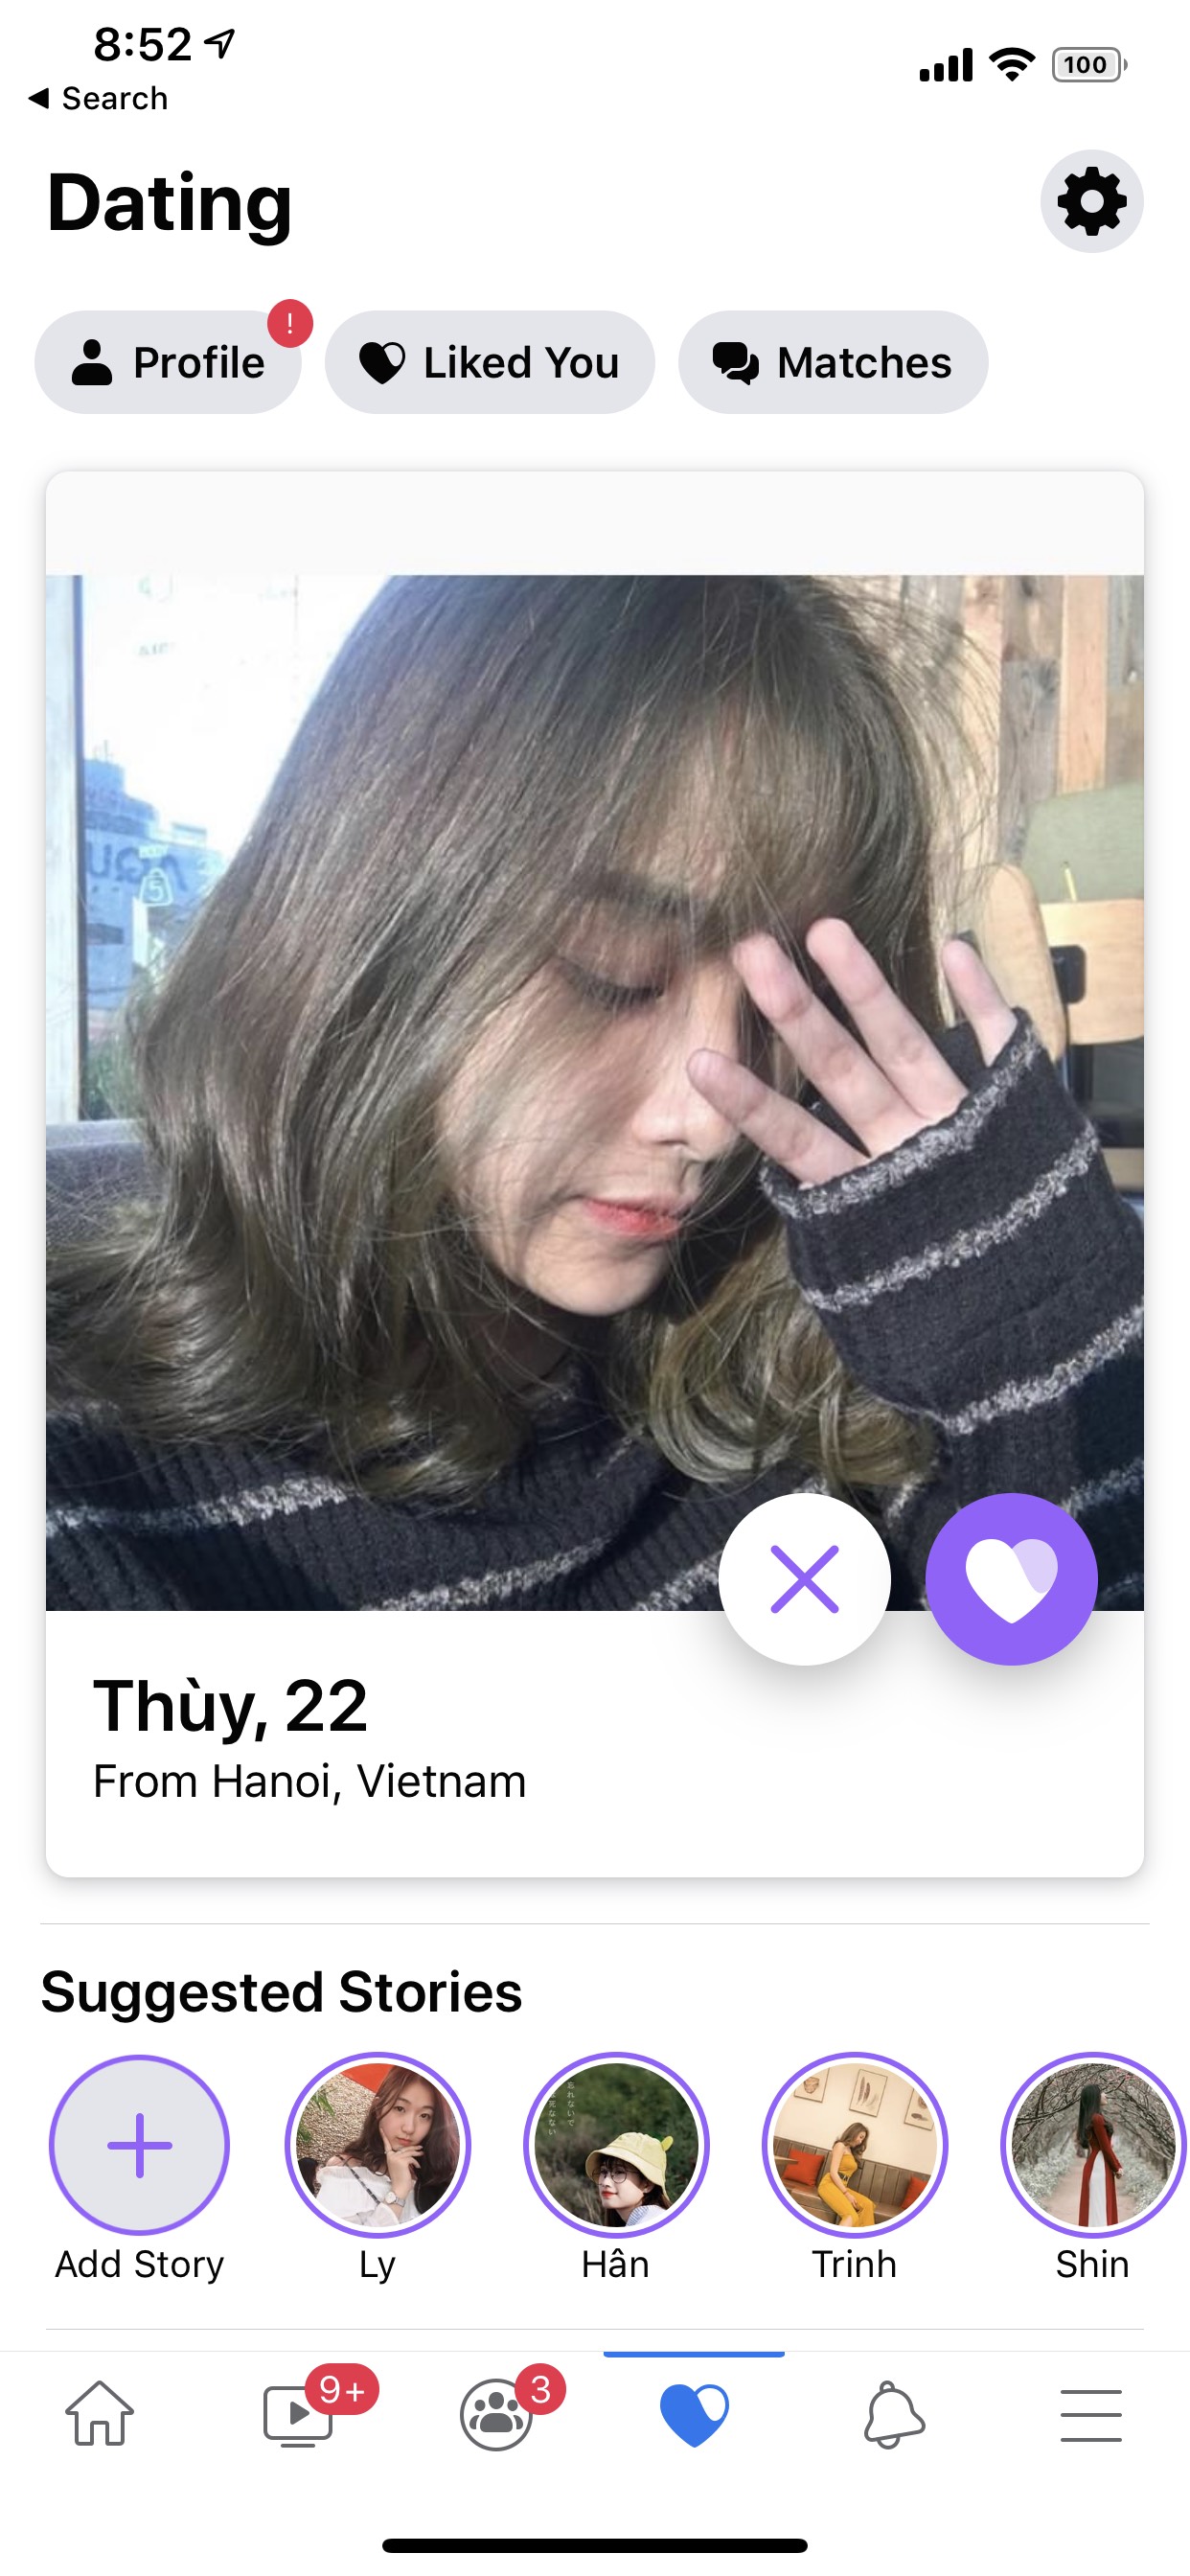 8:52
100
Search
Dating
Profile
!
Liked You
Matches
5
Thùy, 22
From Hanoi, Vietnam
Suggested Stories
Add Story
Ly
Hân
Trinh
Shin
9+
3